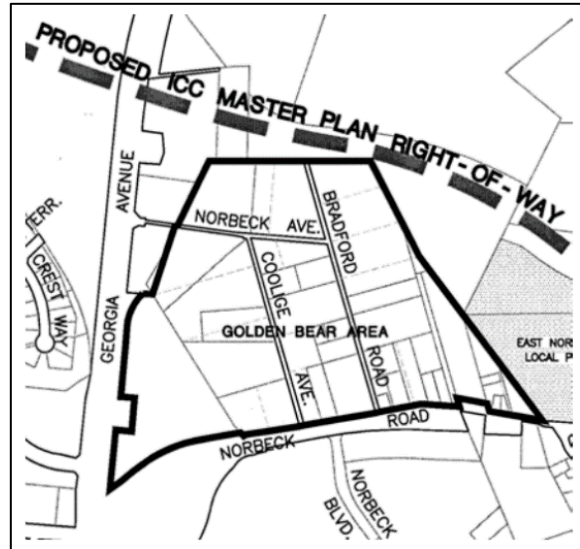 PROPOSED ICC MASTER PLAN RIGHT-OF-WAY
GEORGIA AVENUE
NORBECK AVE.
BRADFORD ROAD
COOLIGE AVE.
GOLDEN BEAR AREA
TERR.
CREST WAY
EAST NOR
LOCAL P
NORBECK ROAD
NORBECK BLVD.